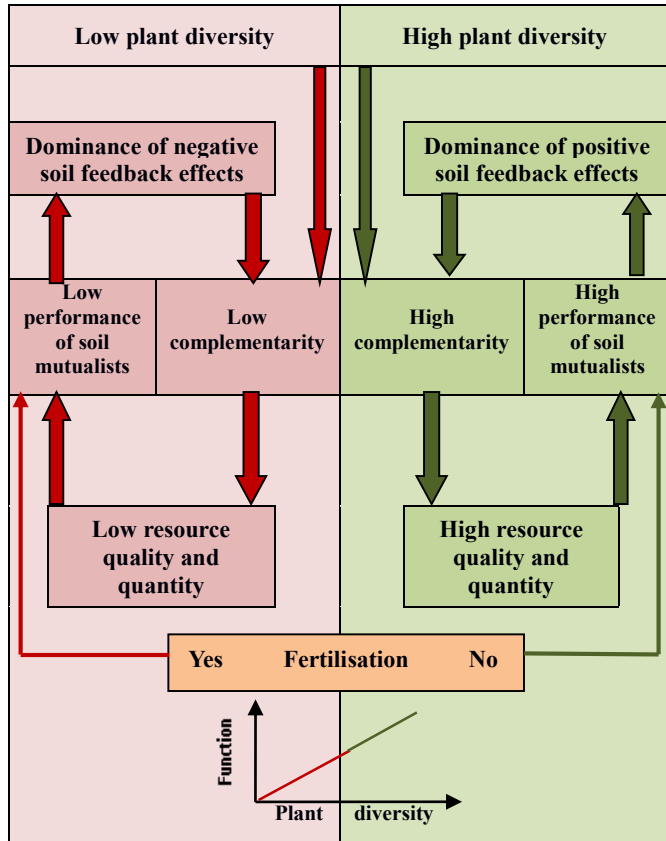 Low plant diversity
High plant diversity
Dominance of negative
soil feedback effects
Dominance of positive
soil feedback effects
Low
performance
of soil
mutualists
Low
complementarity
High
complementarity
High
performance
of soil
mutualists
Low resource
quality and
quantity
High resource
quality and
quantity
Yes Fertilisation No
Function
Plant diversity